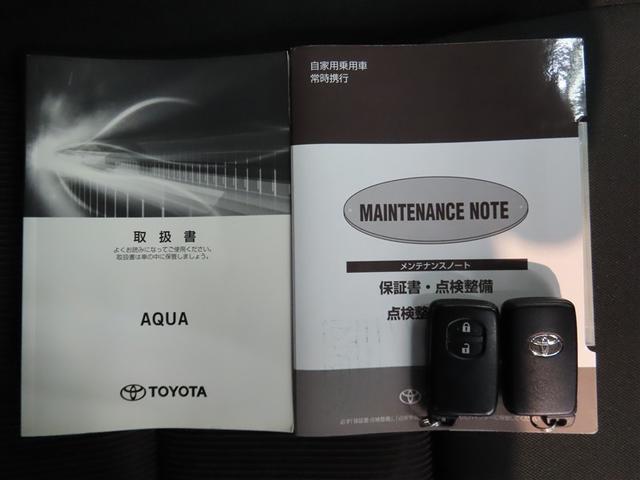 取扱書
よくお読みになってご使用ください。
取扱書は車の中に保管しましょう。
AQUA
TOYOTA
自家用乗用車
常時携行
MAINTENANCE NOTE
メンテナンスノート
保証書・点検整備
点検整